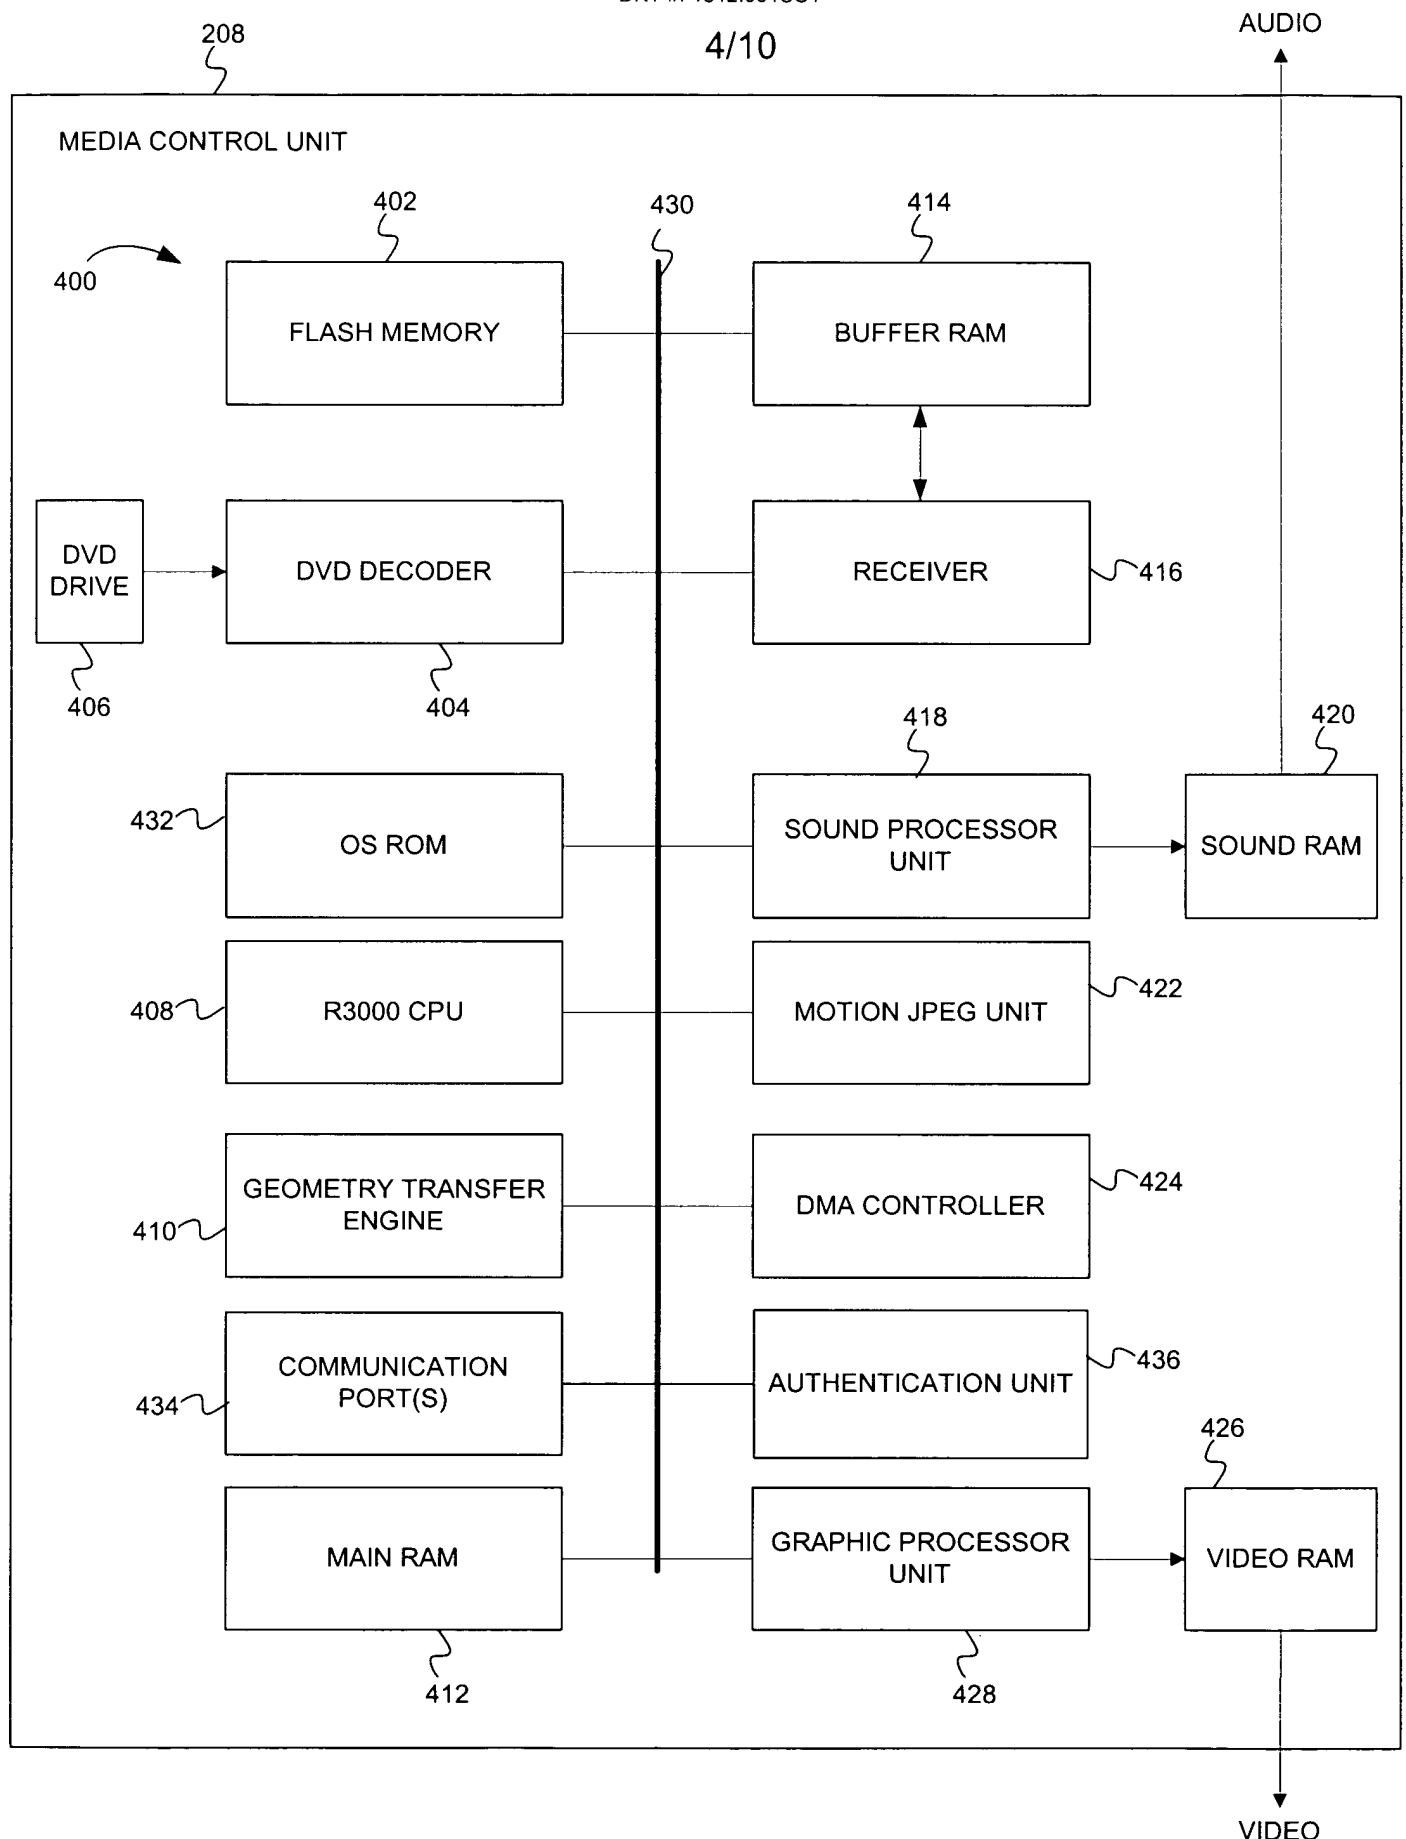 4/10
AUDIO
208
MEDIA CONTROL UNIT
400
402
430
414
FLASH MEMORY
BUFFER RAM
DVD
DRIVE
DVD DECODER
RECEIVER
416
406
404
418
420
432
OS ROM
SOUND PROCESSOR
UNIT
SOUND RAM
408
R3000 CPU
MOTION JPEG UNIT
422
GEOMETRY TRANSFER
ENGINE
410
DMA CONTROLLER
424
COMMUNICATION
PORT(S)
434
AUTHENTICATION UNIT
436
426
MAIN RAM
GRAPHIC PROCESSOR
UNIT
VIDEO RAM
412
428
VIDEO